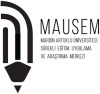 MAUSEM
MARDİN ARTUKLU ÜNİVERSİTESİ
SÜREKLİ EĞİTİM UYGULAMA
VE ARAŞTIRMA MERKEZİ